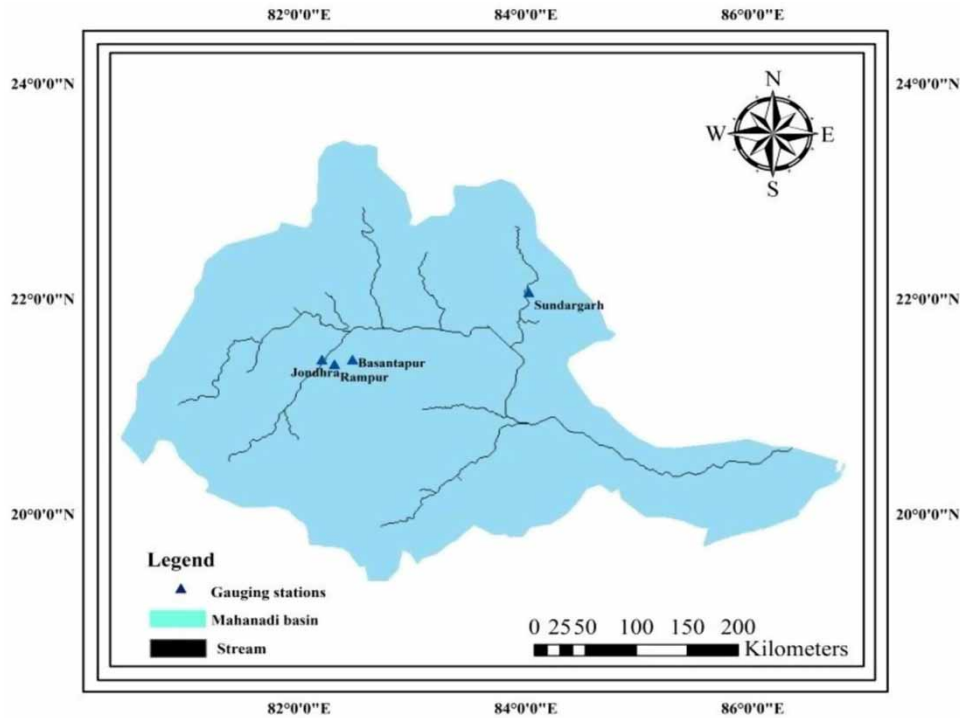 82°0'0"E 84°0'0"E 86°0'0"E
24°0'0"N 24°0'0"N
N
W E
S
22°0'0"N 22°0'0"N
Sundargarh
Basantapur
Jondhra
Rampur
20°0'0"N 20°0'0"N
Legend
Gauging stations
Mahanadi basin
Stream
0 25 50 100 150 200
Kilometers
82°0'0"E 84°0'0"E 86°0'0"E